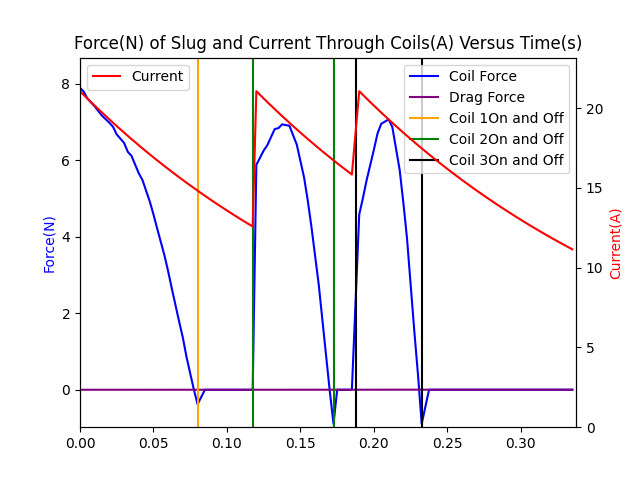 Force(N) of Slug and Current Through Coils(A) Versus Time(s)
Current
Coil Force
Drag Force
Coil 1On and Off
Coil 2On and Off
Coil 3On and Off
Force(N)
8
6
4
2
0
Current(A)
20
15
10
5
0
0.00 0.05 0.10 0.15 0.20 0.25 0.30